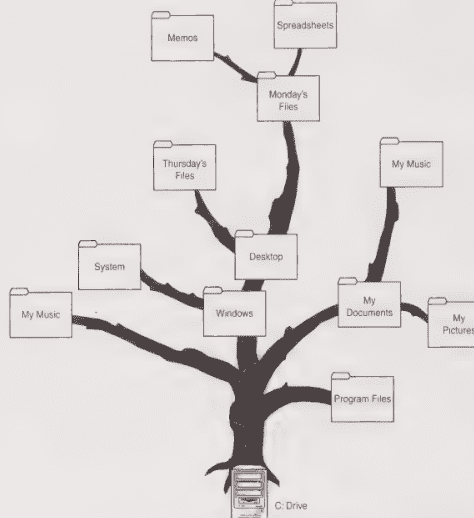 Spreadsheets
Memos
Monday's
Files
Thursday's
Files
My Music
Desktop
System
My Music
Windows
My
Documents
My
Pictures
Program Files
C: Drive